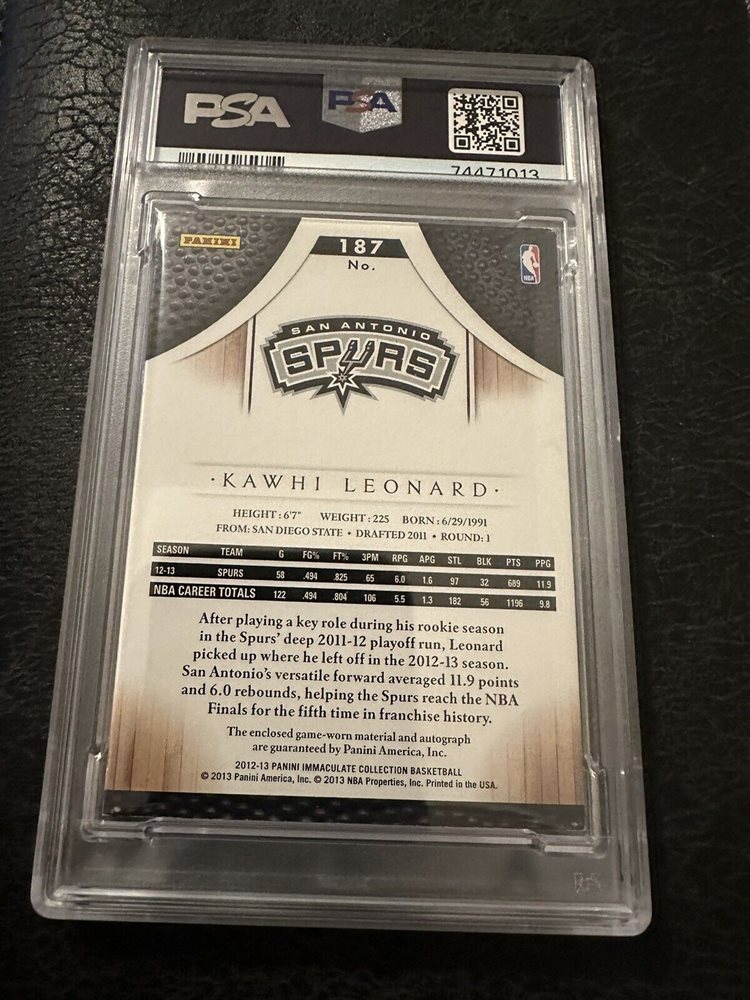 PSA PSA
74471013
PANINI
187
No.
NBA
SAN ANTONIO
SPURS
·KAWHI LEONARD·
HEIGHT: 6'7" WEIGHT: 225 BORN: 6/29/1991
FROM: SAN DIEGO STATE • DRAFTED 2011 • ROUND: 1
SEASON TEAM G FG% FT% 3PM RPG APG STL BLK PTS PPG
12-13 SPURS 58 .494 .825 65 6.0 1.6 97 32 689 11.9
NBA CAREER TOTALS 122 .494 .804 106 5.5 1.3 182 56 1196 9.8
After playing a key role during his rookie season
in the Spurs' deep 2011-12 playoff run, Leonard
picked up where he left off in the 2012-13 season.
San Antonio's versatile forward averaged 11.9 points
and 6.0 rebounds, helping the Spurs reach the NBA
Finals for the fifth time in franchise history.
The enclosed game-worn material and autograph
are guaranteed by Panini America, Inc.
2012-13 PANINI IMMACULATE COLLECTION BASKETBALL
© 2013 Panini America, Inc. © 2013 NBA Properties, Inc. Printed in the USA.
PSA